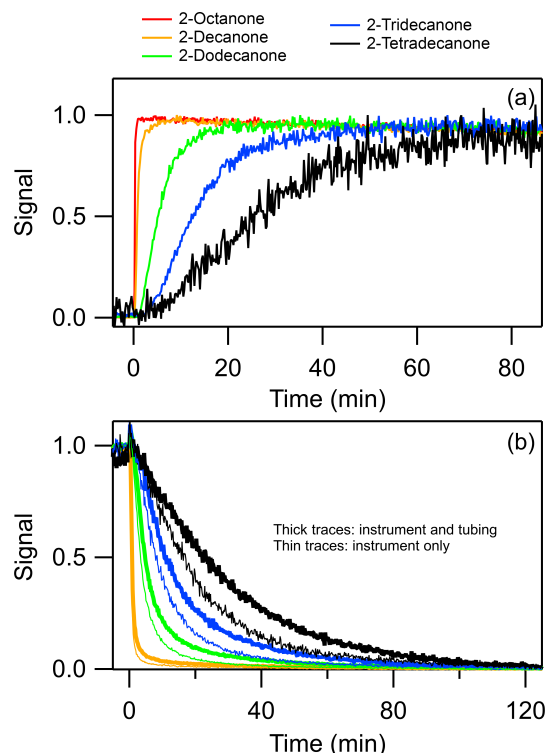 2-Octanone
2-Decanone
2-Dodecanone
2-Tridecanone
2-Tetradecanone
(a)
Signal
1.0
0.5
0.0
0 20 40 60 80
Time (min)
(b)
Signal
1.0
0.5
0.0
Thick traces: instrument and tubing
Thin traces: instrument only
0 40 80 120
Time (min)